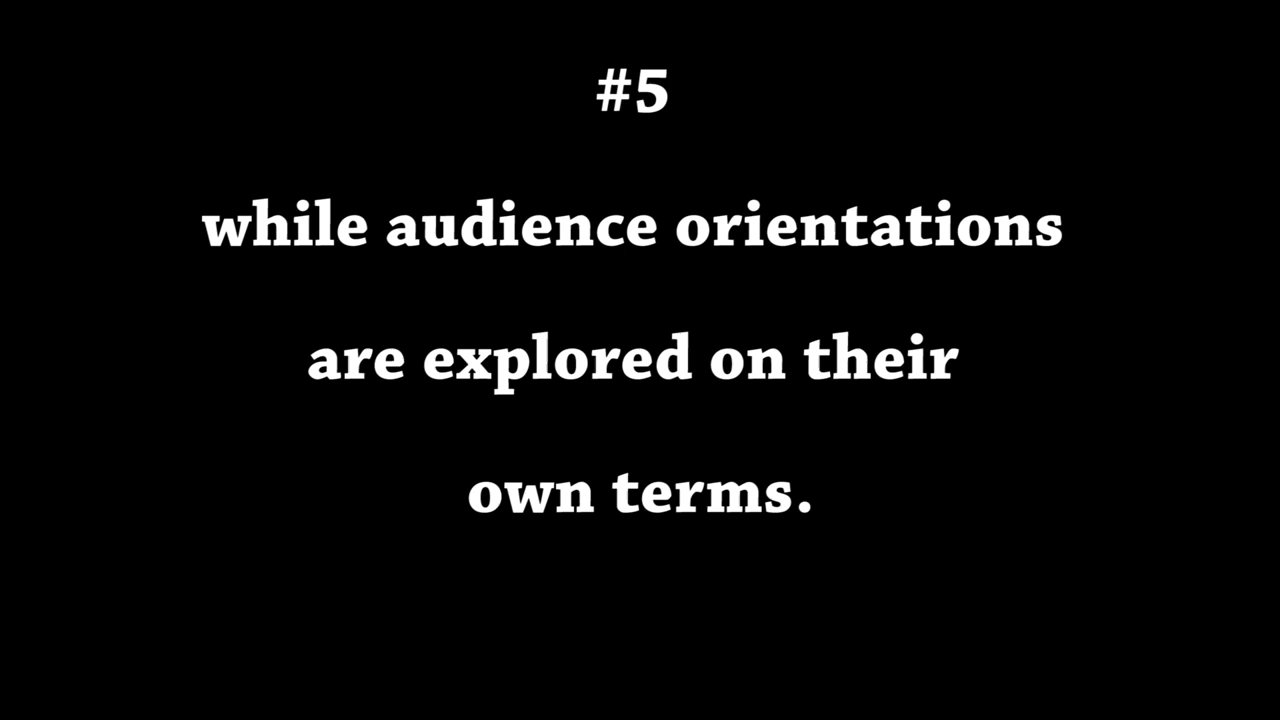 #5
while audience orientations
are explored on their
own terms.